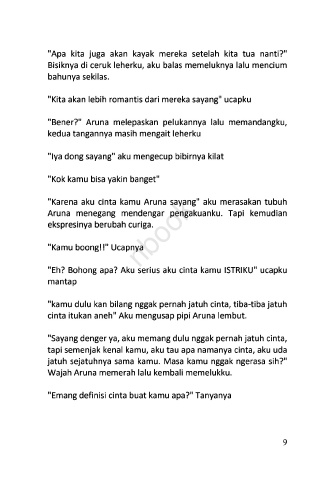 "Apa kita juga akan kayak mereka setelah kita tua nanti?"
Bisiknya di ceruk leherku, aku balas memeluknya lalu mencium
bahunya sekilas.
"Kita akan lebih romantis dari mereka sayang" ucapku
"Bener?" Aruna melepaskan pelukannya lalu memandangku,
kedua tangannya masih mengait leherku
"Iya dong sayang" aku mengecup bibirnya kilat
"Kok kamu bisa yakin banget"
"Karena aku cinta kamu Aruna sayang" aku merasakan tubuh
Aruna menegang mendengar pengakuanku. Tapi kemudian
ekspresinya berubah curiga.
"Kamu boong!!" Ucapnya
"Eh? Bohong apa? Aku serius aku cinta kamu ISTRIKU" ucapku
mantap
"kamu dulu kan bilang nggak pernah jatuh cinta, tiba-tiba jatuh
cinta itukan aneh" Aku mengusap pipi Aruna lembut.
"Sayang denger ya, aku memang dulu nggak pernah jatuh cinta,
tapi semenjak kenal kamu, aku tau apa namanya cinta, aku uda
jatuh sejatuhnya sama kamu. Masa kamu nggak ngerasa sih?"
Wajah Aruna memerah lalu kembali memelukku.
"Emang definisi cinta buat kamu apa?" Tanyanya
9